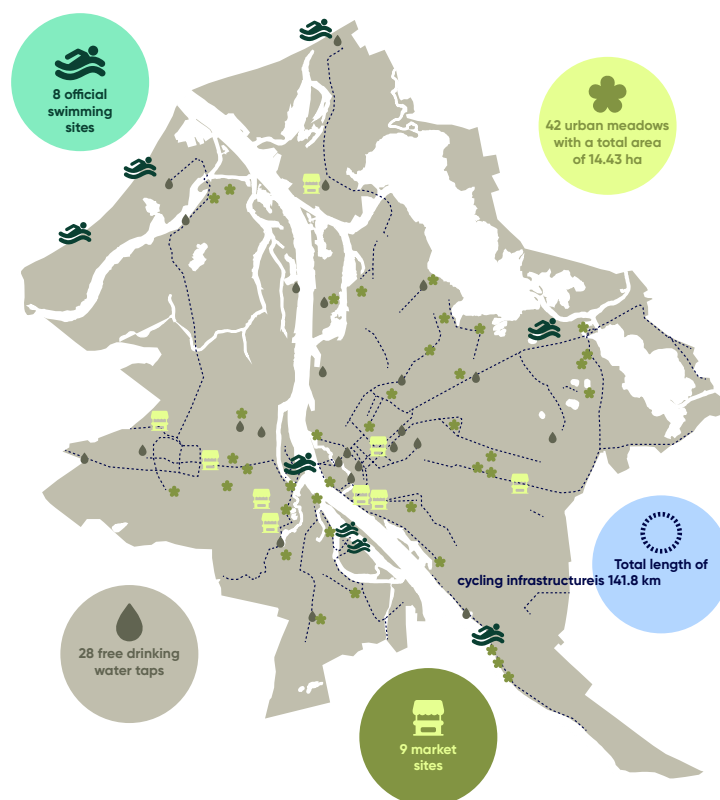 8 official
swimming
sites
42 urban meadows
with a total area
of 14.43 ha
Total length of
cycling infrastructureis 141.8 km
28 free drinking
water taps
9 market
sites